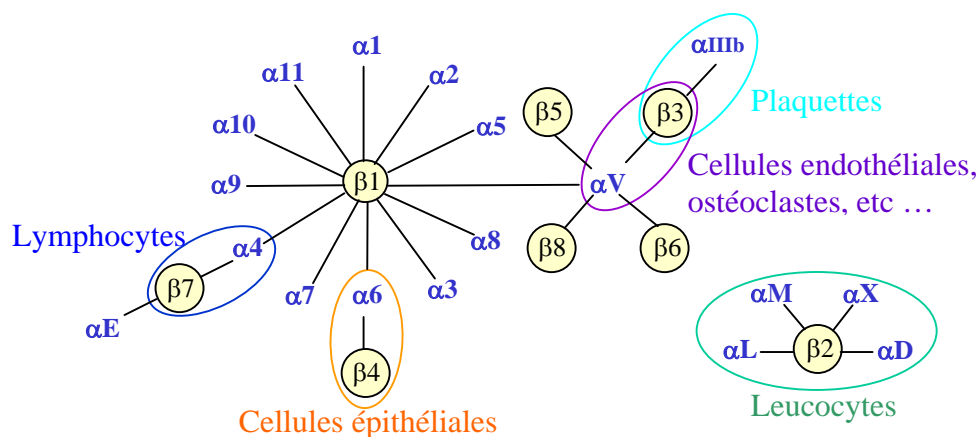 α1
αIIIb
α11
α2
β5
β3
Plaquettes
α10
α5
Cellules endothéliales,
ostéoclastes, etc …
α9
β1
αV
Lymphocytes
α4
α8
β8
β6
β7
α7
α6
α3
αM
αX
αE
αL
β2
αD
β4
Cellules épithéliales
Leucocytes